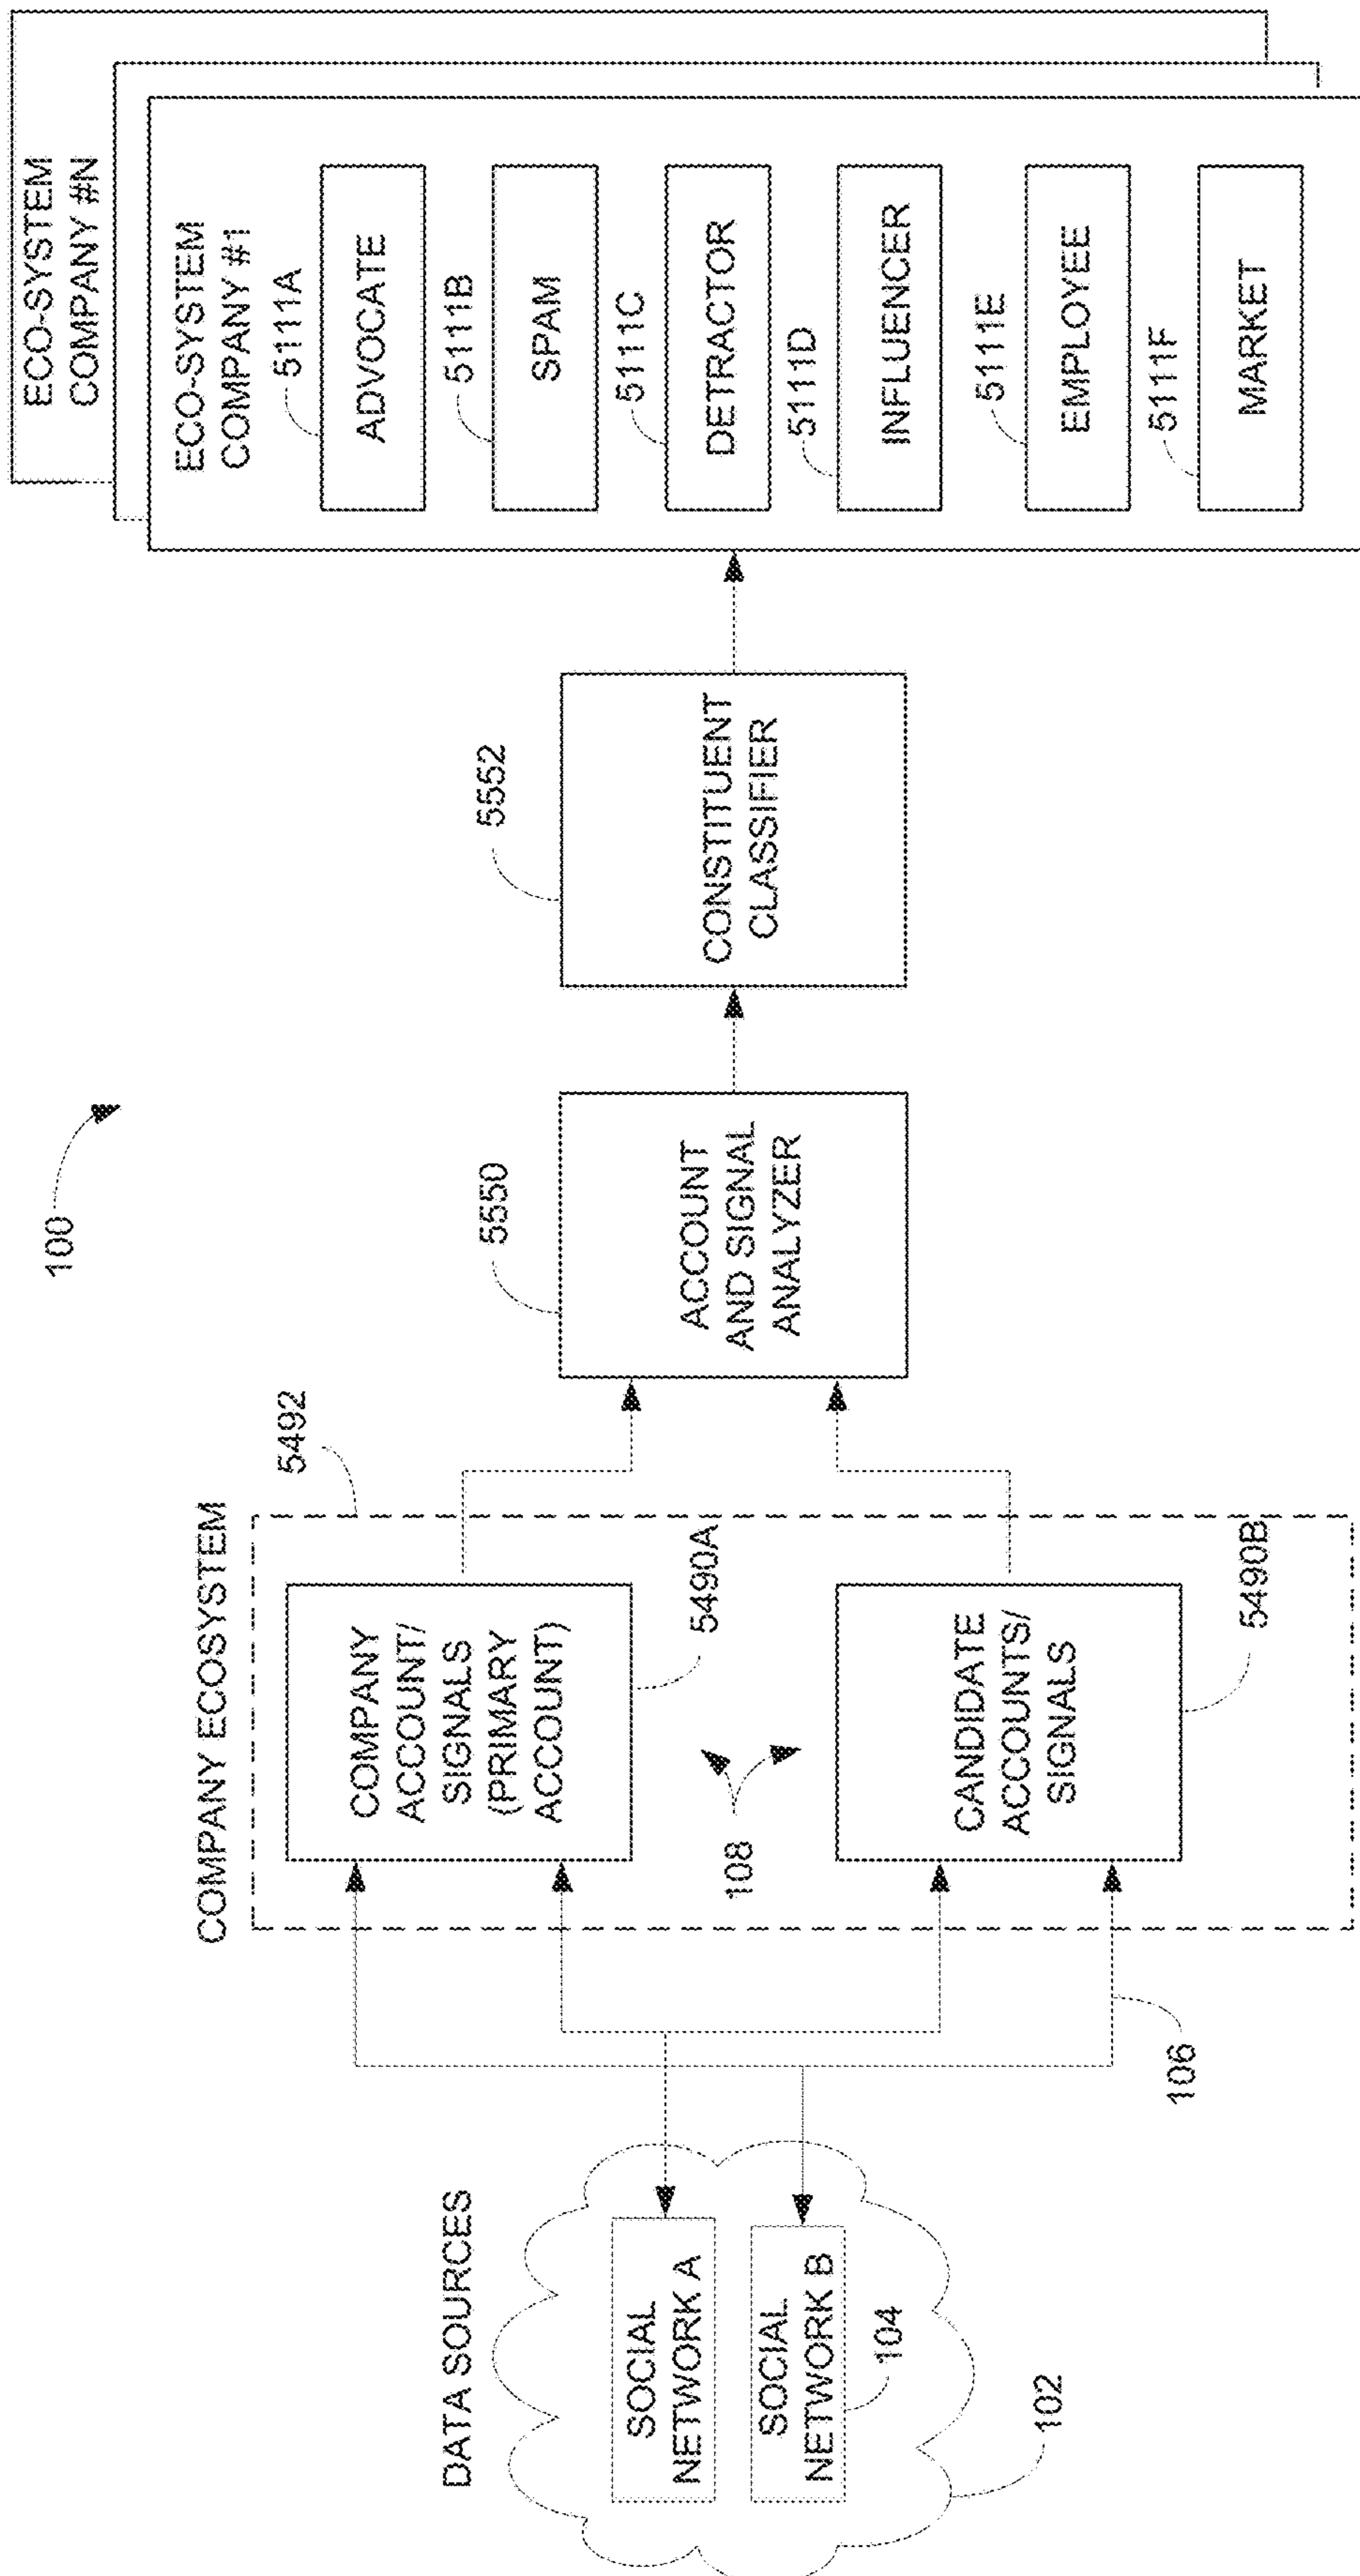 100
DATA SOURCES
SOCIAL
NETWORK A
SOCIAL
NETWORK B
104
102
106
COMPANY ECOSYSTEM
5492
COMPANY
ACCOUNT/
SIGNALS
(PRIMARY
ACCOUNT)
5490A
108
CANDIDATE
ACCOUNTS/
SIGNALS
5490B
5550
ACCOUNT
AND SIGNAL
ANALYZER
5552
CONSTITUENT
CLASSIFIER
ECO-SYSTEM
COMPANY #N
ECO-SYSTEM
COMPANY #1
5111A
ADVOCATE
5111B
SPAM
5111C
DETRACTOR
5111D
INFLUENCER
5111E
EMPLOYEE
5111F
MARKET